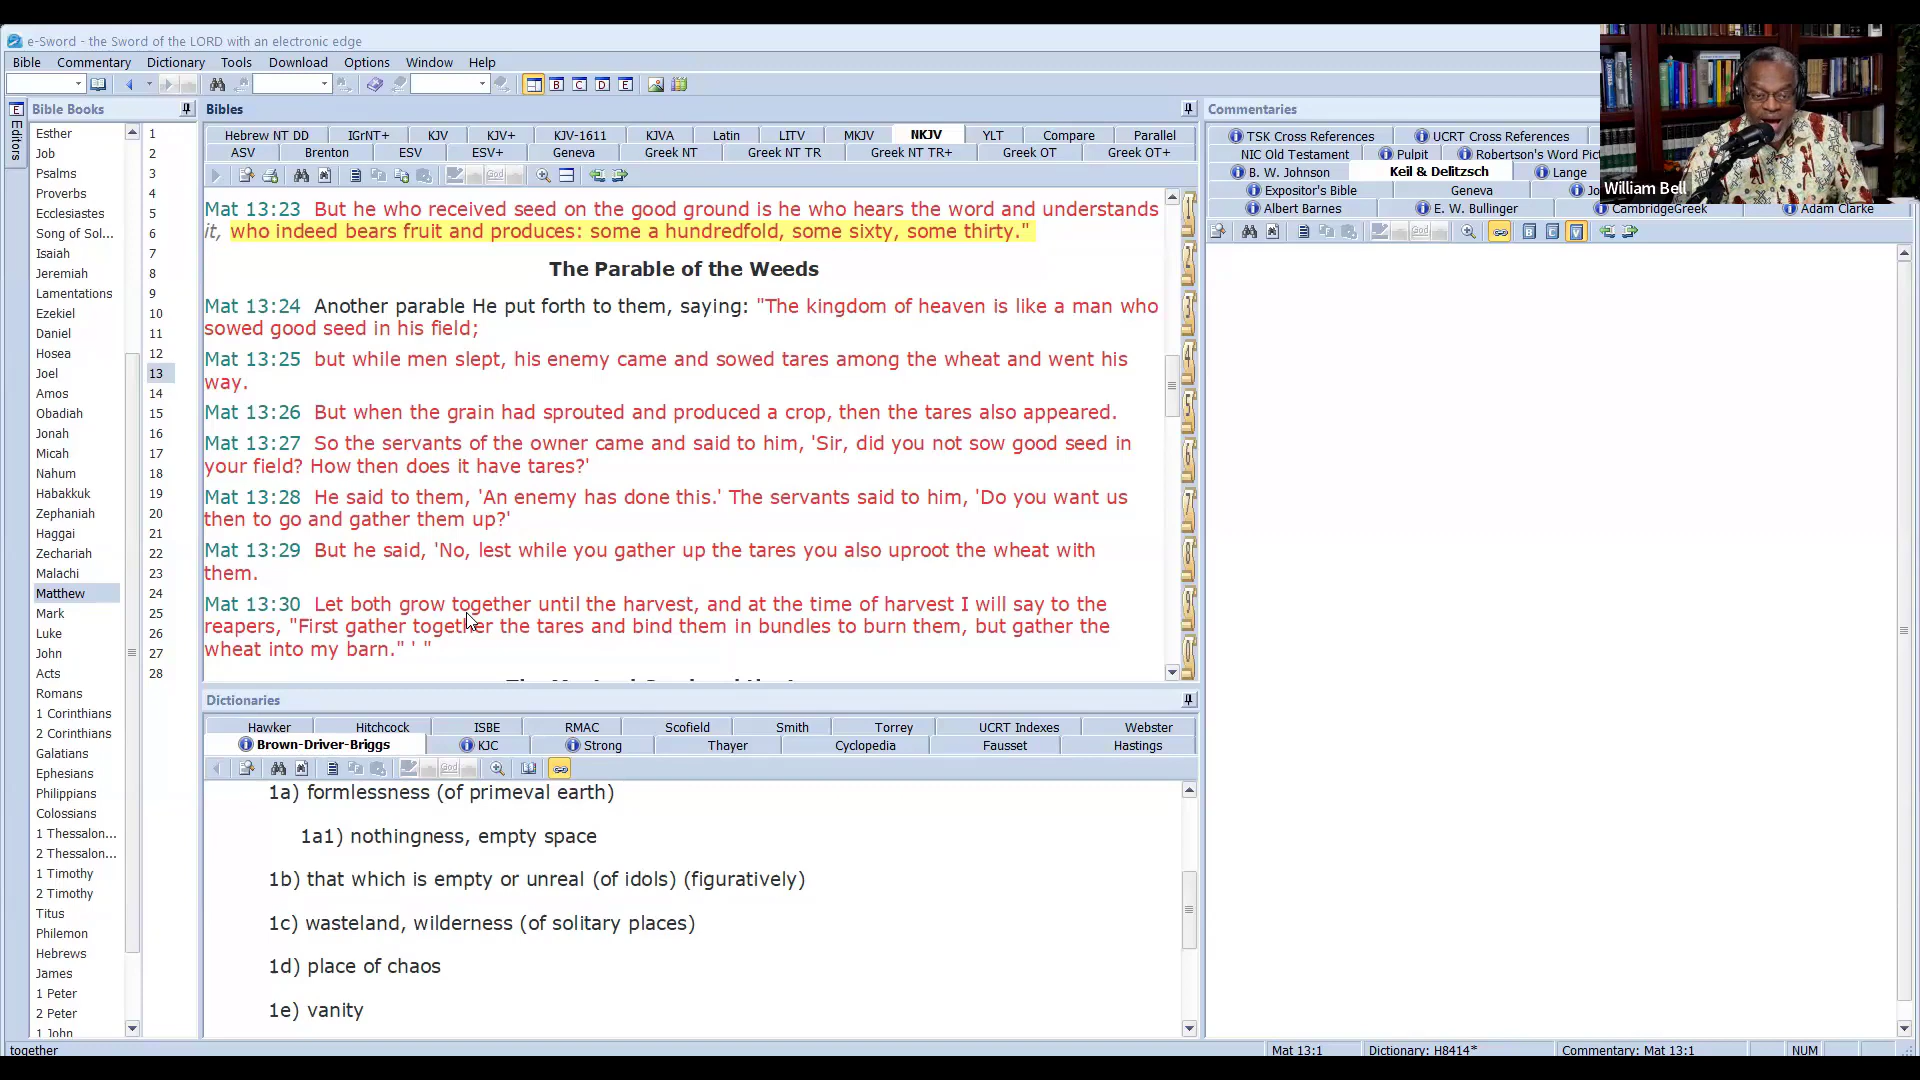 e-Sword - the Sword of the LORD with an electronic edge
Bible Commentary Dictionary Tools Download Options Window Help
Editors
Bible Books
Esther
Job
Psalms
Proverbs
Ecclesiastes
Song of Sol...
Isaiah
Jeremiah
Lamentations
Ezekiel
Daniel
Hosea
Joel
Amos
Obadiah
Jonah
Micah
Nahum
Habakkuk
Zephaniah
Haggai
Zechariah
Malachi
Matthew
Mark
Luke
John
Acts
Romans
1 Corinthians
2 Corinthians
Galatians
Ephesians
Philippians
Colossians
1 Thessalon...
2 Thessalon...
1 Timothy
2 Timothy
Titus
Philemon
Hebrews
James
1 Peter
2 Peter
1 John
1
2
3
4
5
6
7
8
9
10
11
12
13
14
15
16
17
18
19
20
21
22
23
24
25
26
27
28
Bibles
Hebrew NT DD IGrNT+ KJV KJV+ KJV-1611 KJVA Latin LITV MKJV NKJV YLT Compare Parallel
ASV Brenton ESV ESV+ Geneva Greek NT Greek NT TR Greek NT TR+ Greek OT Greek OT+
Mat 13:23 But he who received seed on the good ground is he who hears the word and understands
it, who indeed bears fruit and produces: some a hundredfold, some sixty, some thirty."
The Parable of the Weeds
Mat 13:24 Another parable He put forth to them, saying: "The kingdom of heaven is like a man who
sowed good seed in his field;
Mat 13:25 but while men slept, his enemy came and sowed tares among the wheat and went his
way.
Mat 13:26 But when the grain had sprouted and produced a crop, then the tares also appeared.
Mat 13:27 So the servants of the owner came and said to him, 'Sir, did you not sow good seed in
your field? How then does it have tares?'
Mat 13:28 He said to them, 'An enemy has done this.' The servants said to him, 'Do you want us
then to go and gather them up?'
Mat 13:29 But he said, 'No, lest while you gather up the tares you also uproot the wheat with
them.
Mat 13:30 Let both grow together until the harvest, and at the time of harvest I will say to the
reapers, "First gather together the tares and bind them in bundles to burn them, but gather the
wheat into my barn." ' "
Dictionaries
Hawker Hitchcock ISBE RMAC Scofield Smith Torrey UCRT Indexes Webster
Brown-Driver-Briggs KJC Strong Thayer Cyclopedia Fausset Hastings
1a) formlessness (of primeval earth)
1a1) nothingness, empty space
1b) that which is empty or unreal (of idols) (figuratively)
1c) wasteland, wilderness (of solitary places)
1d) place of chaos
1e) vanity
Commentaries
TSK Cross References UCRT Cross References
NIC Old Testament Pulpit Robertson's Word Pict
B. W. Johnson Keil & Delitzsch Lange
Expositor's Bible Geneva Jo
Albert Barnes E. W. Bullinger CambridgeGreek Adam Clarke
William Bell
together Mat 13:1 Dictionary: H8414* Commentary: Mat 13:1 NUM